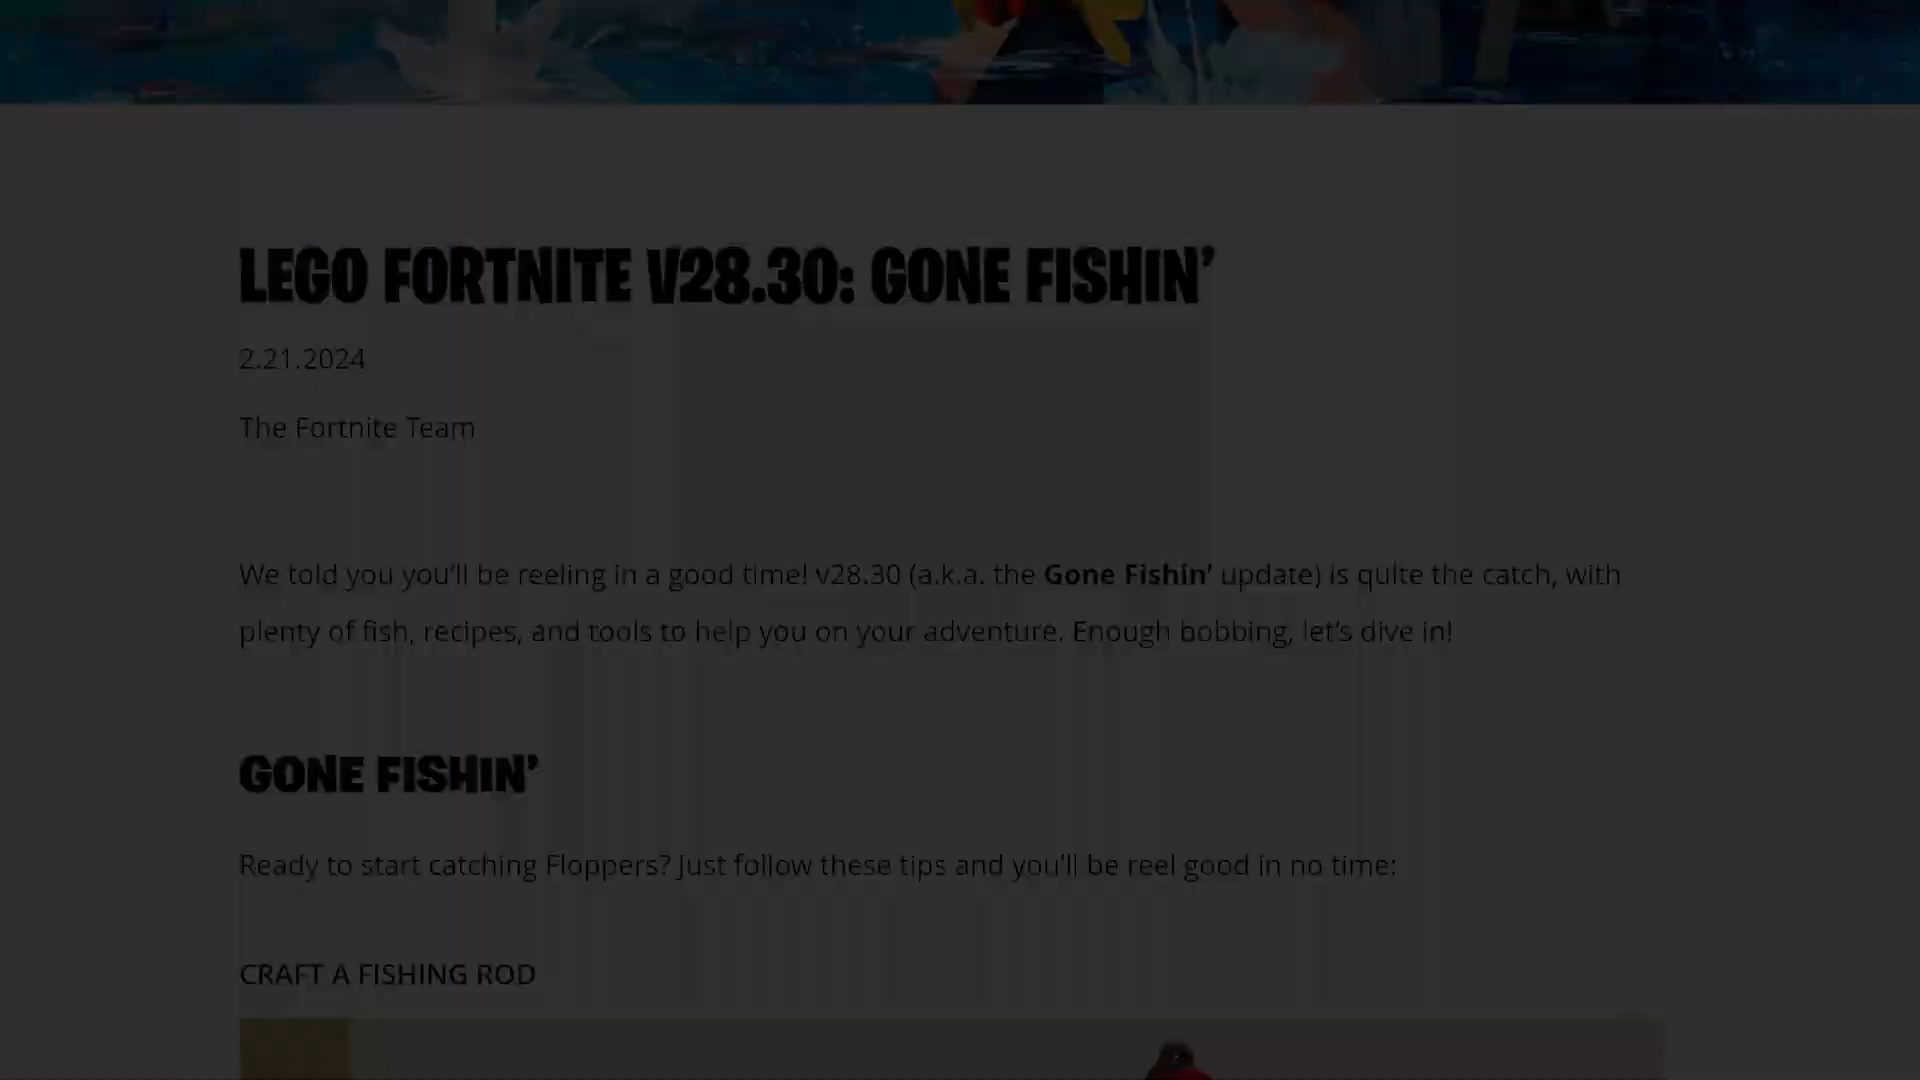 LEGO FORTNITE V28.30: GONE FISHIN’
2.21.2024
The Fortnite Team
We told you you’ll be reeling in a good time! v28.30 (a.k.a. the Gone Fishin’ update) is quite the catch, with
plenty of fish, recipes, and tools to help you on your adventure. Enough bobbing, let’s dive in!
GONE FISHIN’
Ready to start catching Floppers? Just follow these tips and you’ll be reel good in no time:
CRAFT A FISHING ROD